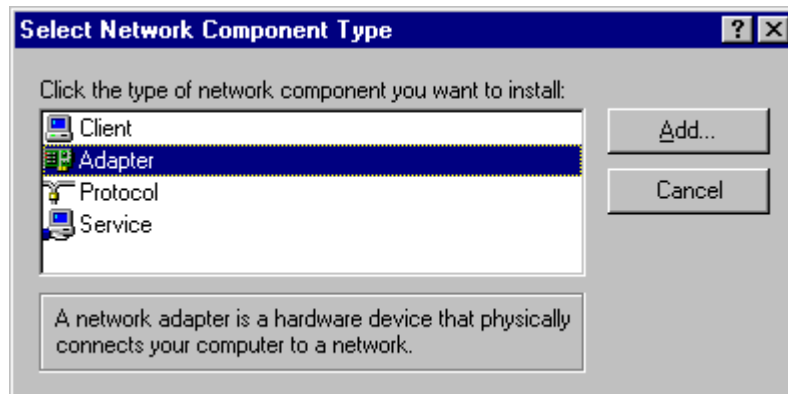 Select Network Component Type
Click the type of network component you want to install:
Client
Adapter
Protocol
Service
Add...
Cancel
A network adapter is a hardware device that physically
connects your computer to a network.